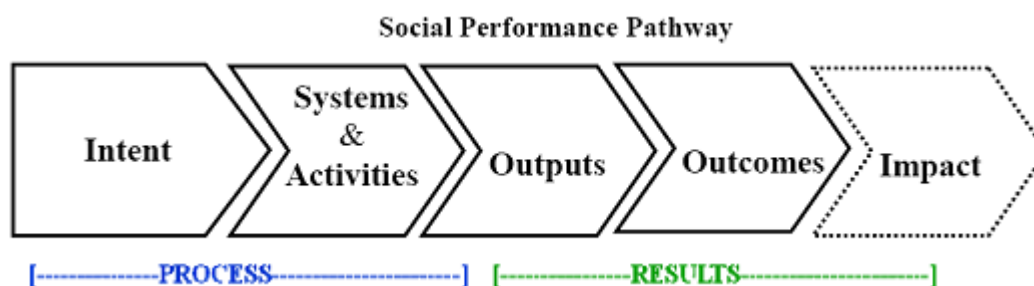 Social Performance Pathway
Intent
Systems
&
Activities
Outputs
Outcomes
Impact
[---------------PROCESS--------------------] [---------------RESULTS---------------------]